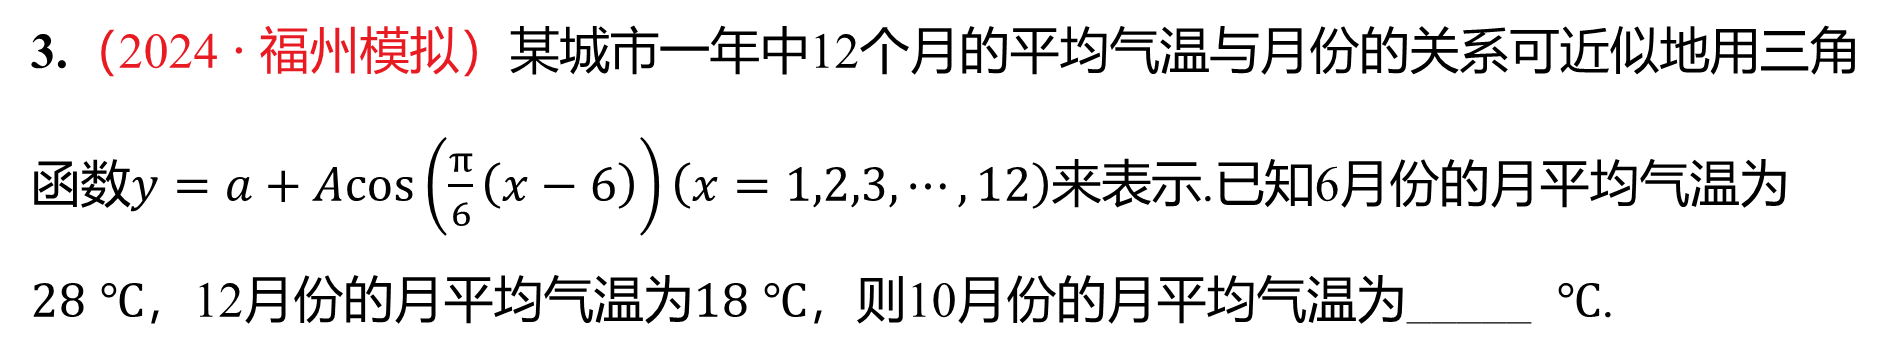 3.（2024·福州模拟）某城市一年中12个月的平均气温与月份的关系可近似地用三角
函数y = a + Acos(π/6 (x − 6))(x = 1,2,3,⋯,12)来表示.已知6月份的月平均气温为
28 ℃，12月份的月平均气温为18 ℃，则10月份的月平均气温为_____ ℃.